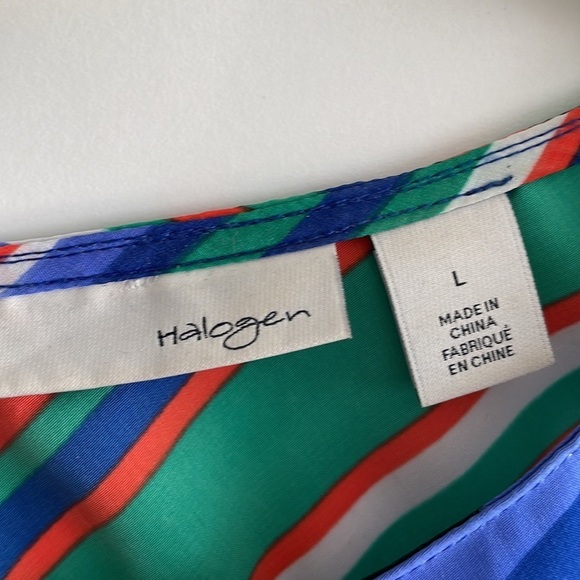 Halogen
L
MADE IN
CHINA
FABRIQUÉ
EN CHINE